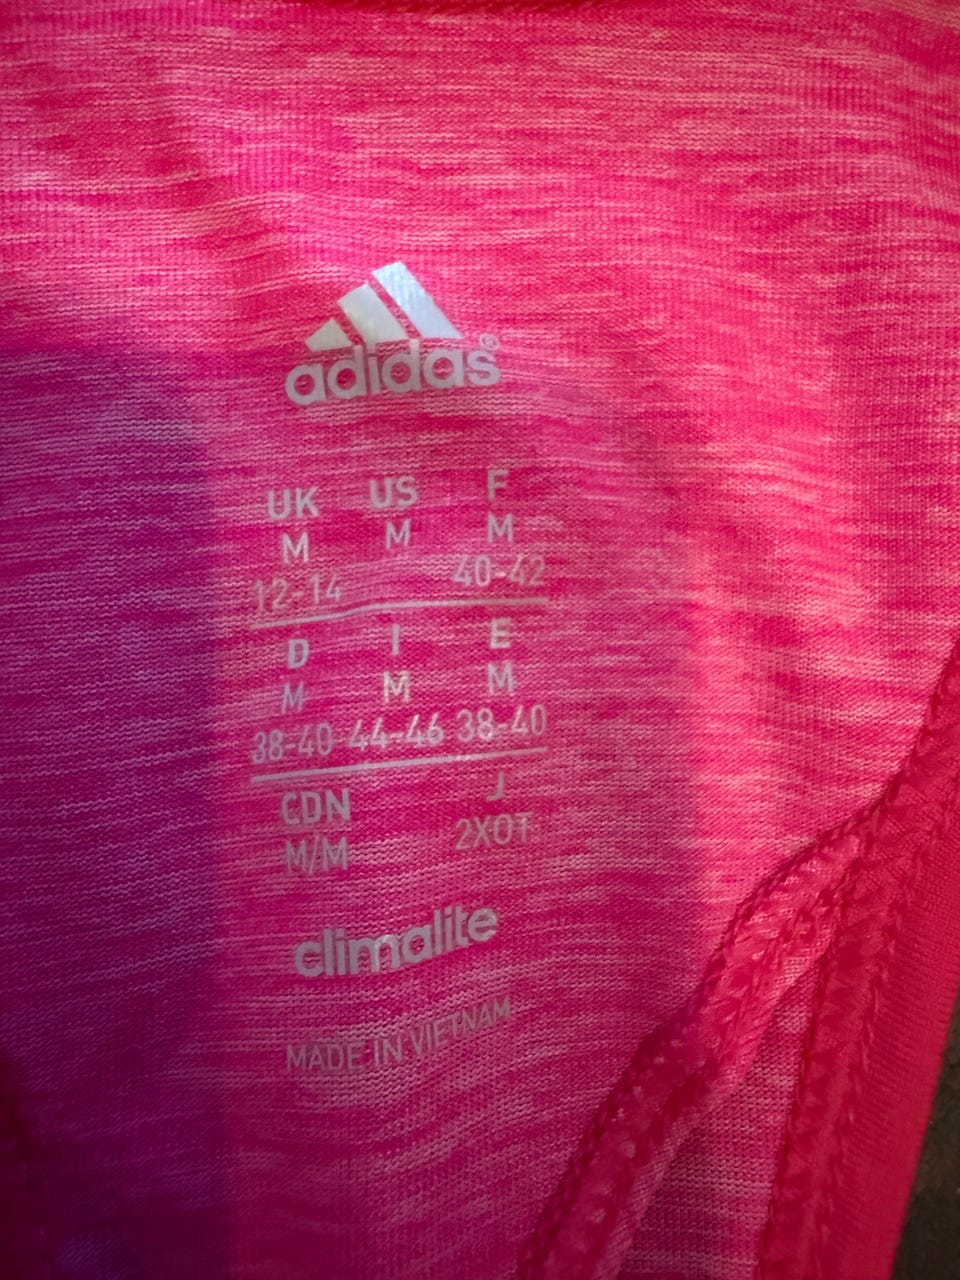 adidas®
UK US F
M M M
12-14 40-42
D I E
M M M
38-40 44-46 38-40
CDN J
M/M 2XOT
climalite
MADE IN VIETNAM